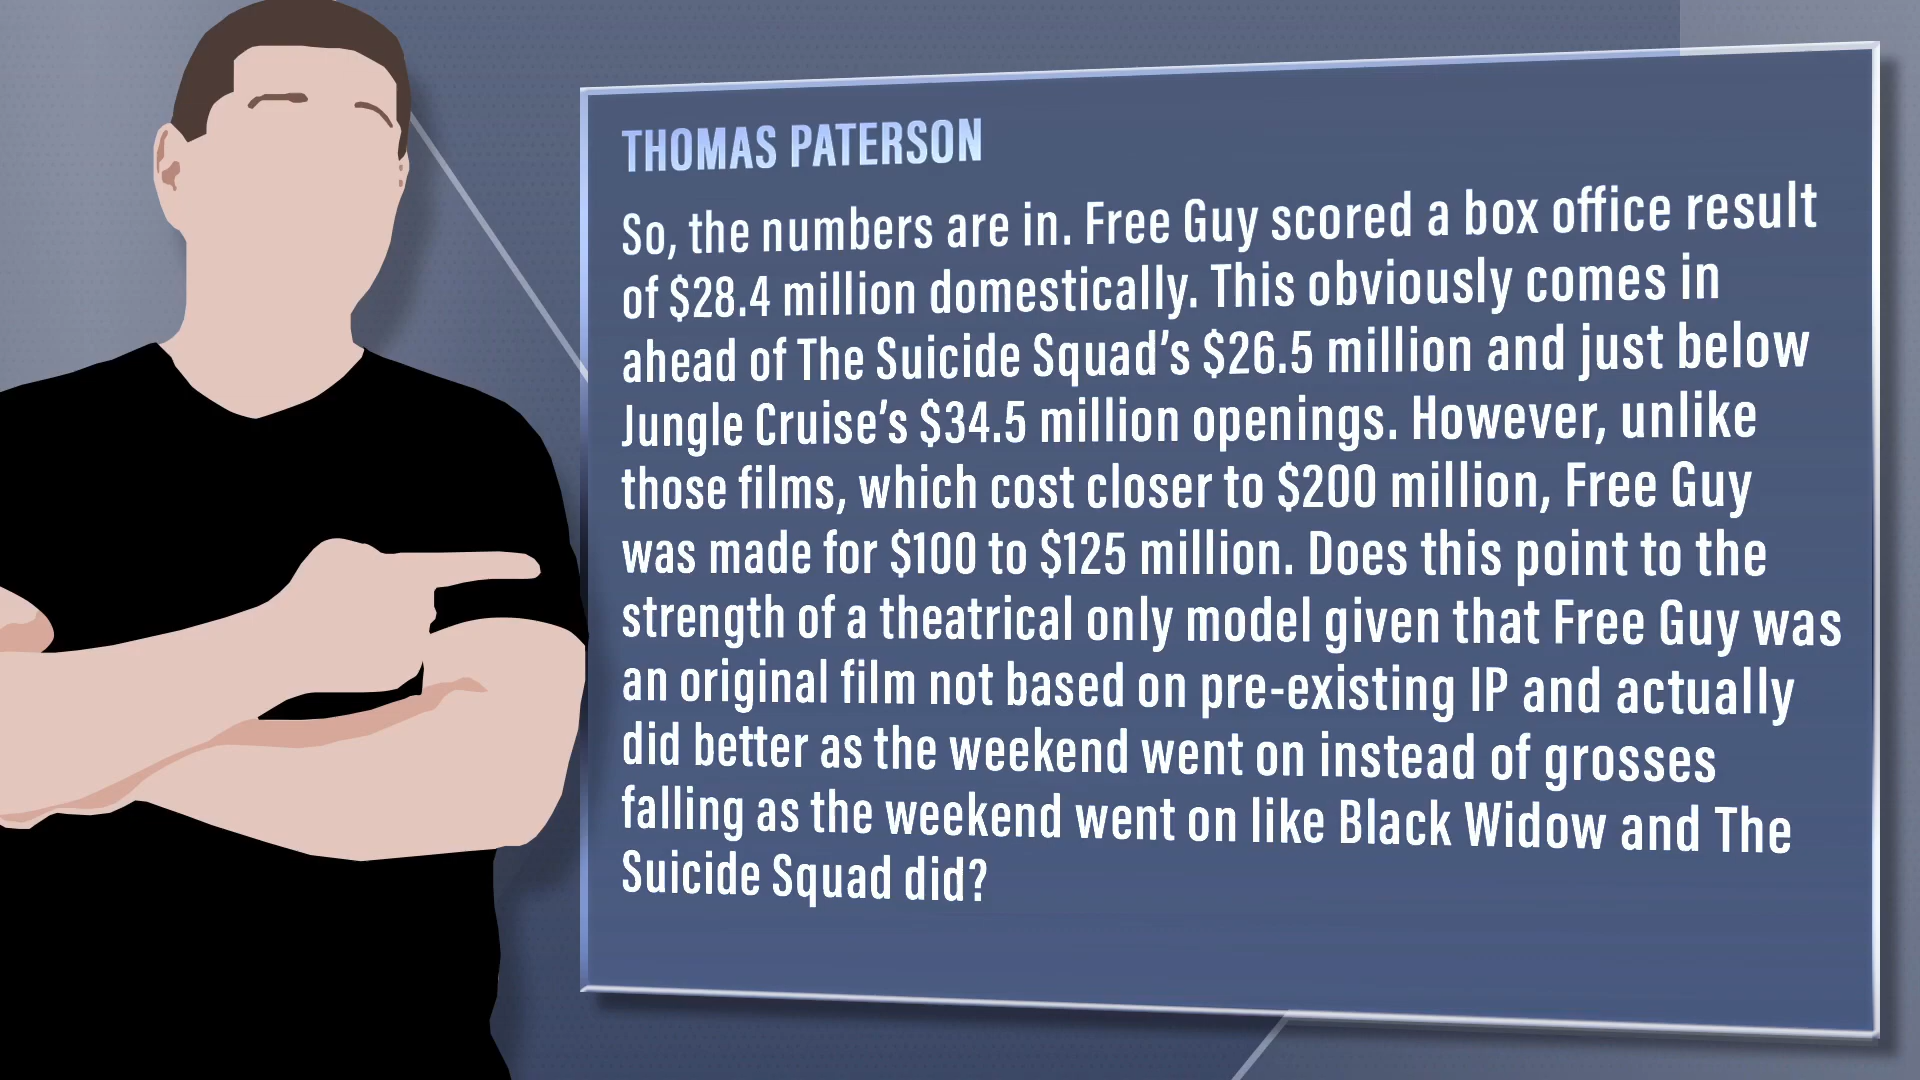 THOMAS PATERSON
So, the numbers are in. Free Guy scored a box office result
of $28.4 million domestically. This obviously comes in
ahead of The Suicide Squad’s $26.5 million and just below
Jungle Cruise’s $34.5 million openings. However, unlike
those films, which cost closer to $200 million, Free Guy
was made for $100 to $125 million. Does this point to the
strength of a theatrical only model given that Free Guy was
an original film not based on pre-existing IP and actually
did better as the weekend went on instead of grosses
falling as the weekend went on like Black Widow and The
Suicide Squad did?